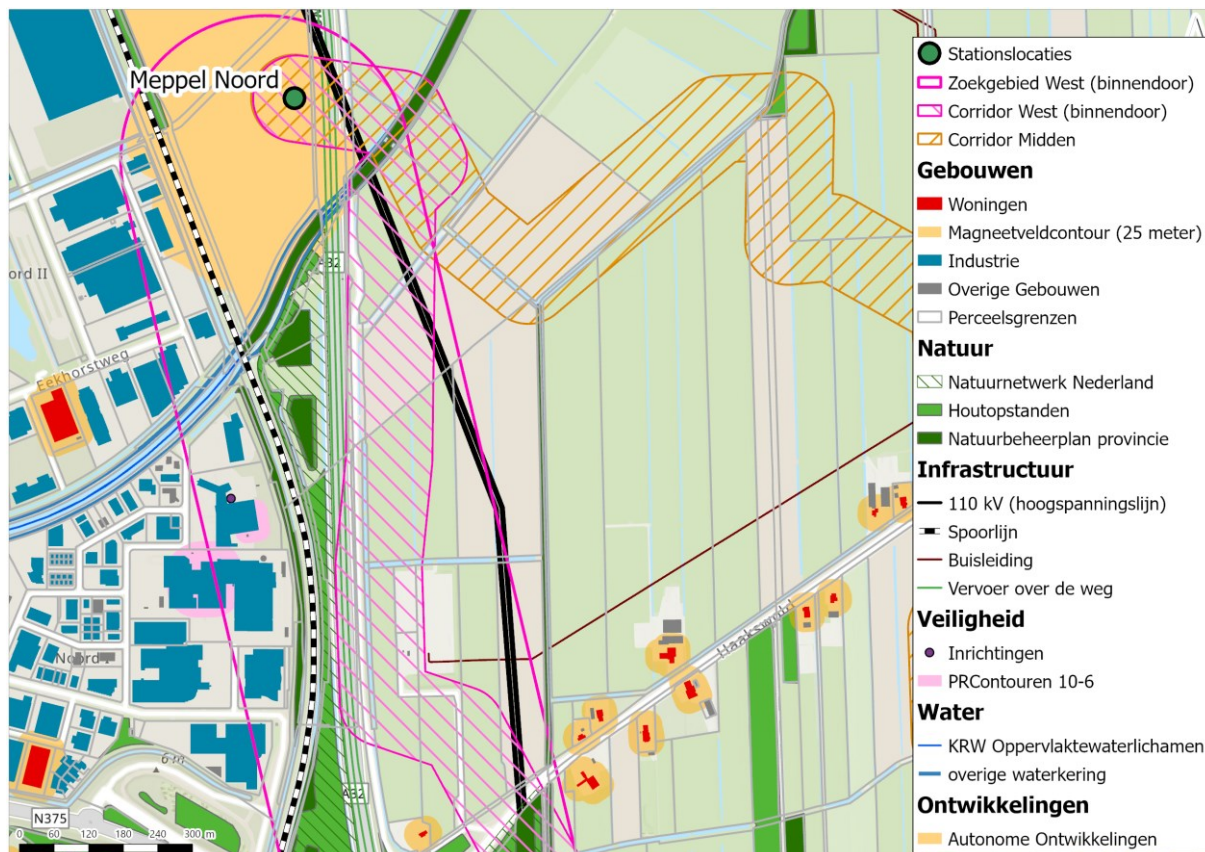 Meppel Noord
A32
Eekhorstweg
Noord I
Haaksweg
6 m
A32
N375
0 60 120 180 240 300 m
Stationslocaties
Zoekgebied West (binnendoor)
Corridor West (binnendoor)
Corridor Midden
Gebouwen
Woningen
Magneetveldcontour (25 meter)
Industrie
Overige Gebouwen
Perceelsgrenzen
Natuur
Natuurnetwerk Nederland
Houtopstanden
Natuurbeheerplan provincie
Infrastructuur
110 kV (hoogspanningslijn)
Spoorlijn
Buisleiding
Vervoer over de weg
Veiligheid
Inrichtingen
PRContouren 10-6
Water
KRW Oppervlaktewaterlichamen
overige waterkering
Ontwikkelingen
Autonome Ontwikkelingen